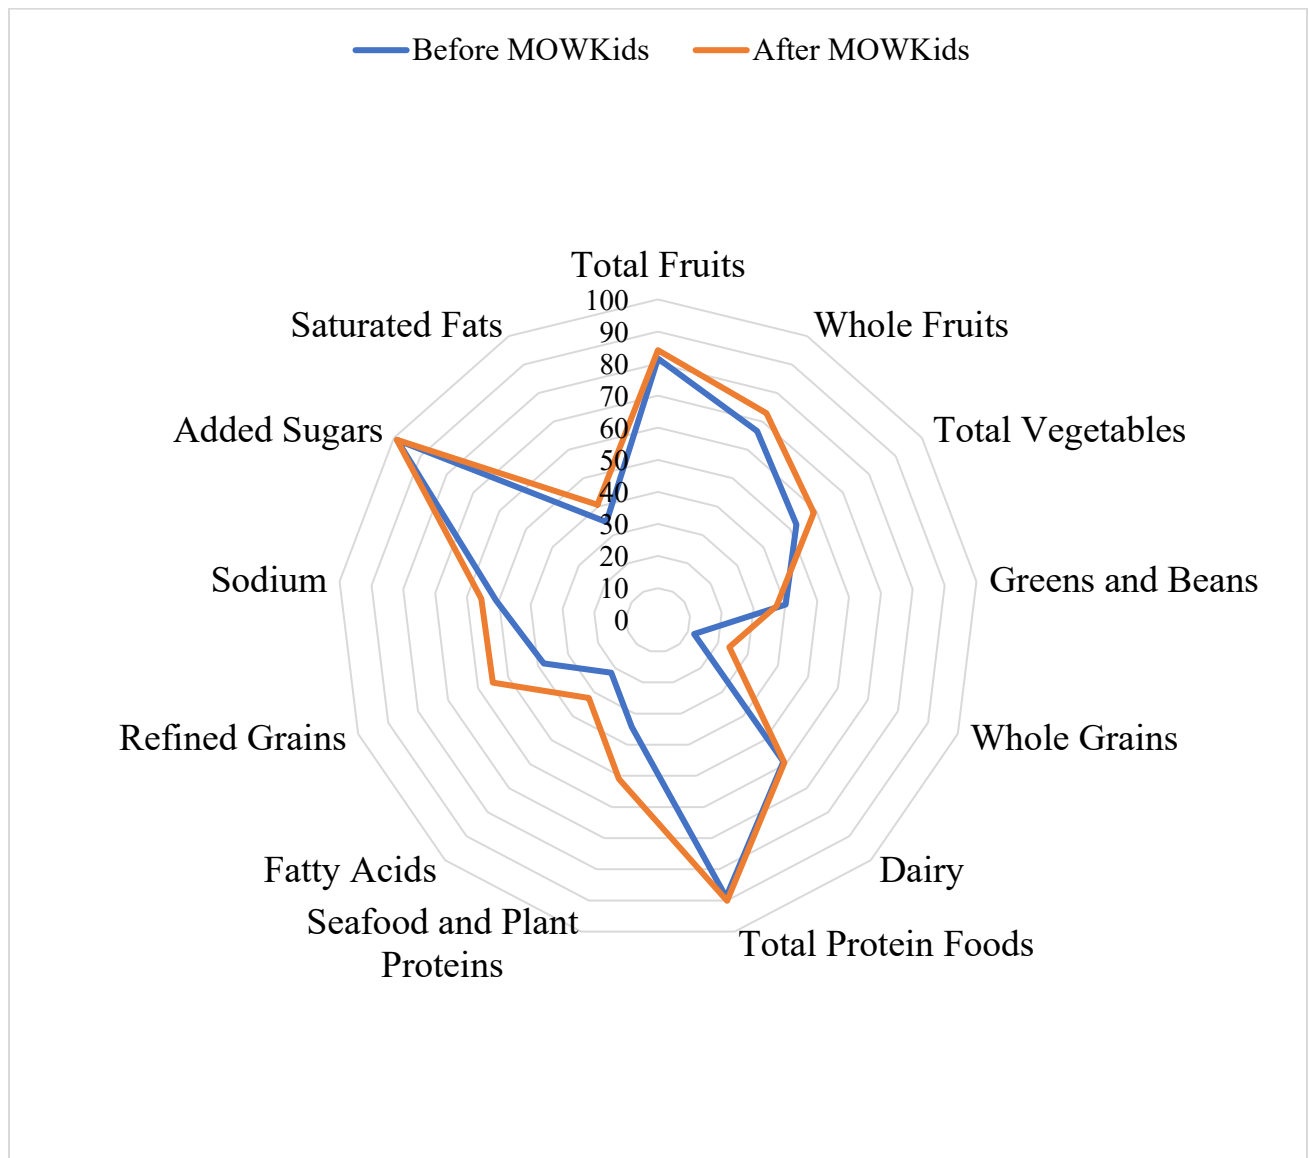 Before MOWKids
After MOWKids
Total Fruits
Whole Fruits
Total Vegetables
Greens and Beans
Whole Grains
Dairy
Total Protein Foods
Seafood and Plant
Proteins
Fatty Acids
Refined Grains
Sodium
Added Sugars
Saturated Fats
100
90
80
70
60
50
40
30
20
10
0